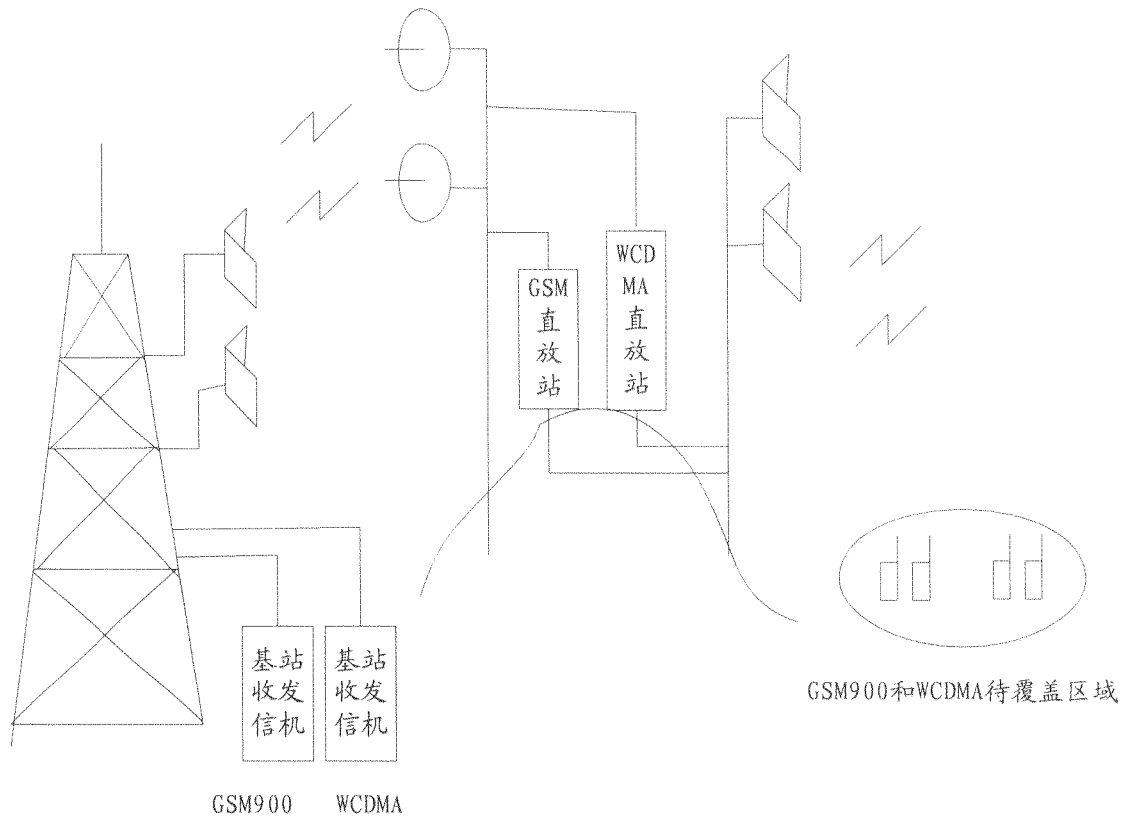 GSM
直
放
站
WCD
MA
直
放
站
基站
收发
信机
基站
收发
信机
GSM900
WCDMA
GSM900和WCDMA待覆盖区域